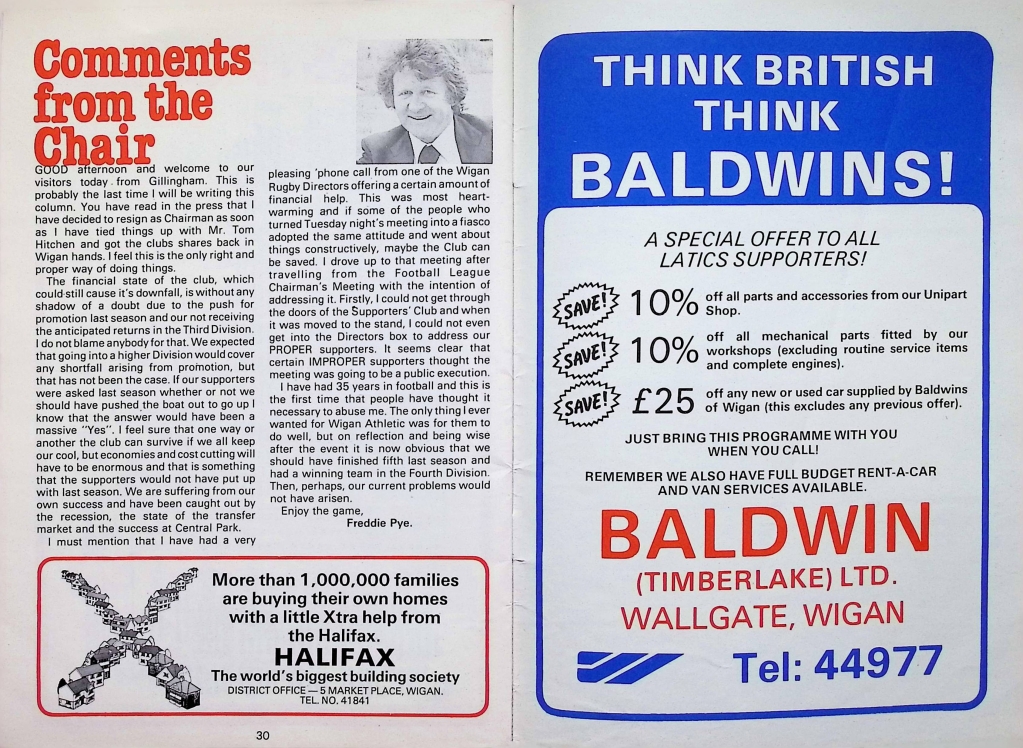 Comments
from the
Chair
GOOD afternoon and welcome to our
visitors today from Gillingham. This is
probably the last time I will be writing this
column. You have read in the press that I
have decided to resign as Chairman as soon
as I have tied things up with Mr. Tom
Hitchen and got the clubs shares back in
Wigan hands. I feel this is the only right and
proper way of doing things.
The financial state of the club, which
could still cause it's downfall, is without any
shadow of a doubt due to the push for
promotion last season and our not receiving
the anticipated returns in the Third Division.
I do not blame anybody for that. We expected
that going into a higher Division would cover
any shortfall arising from promotion, but
that has not been the case. If our supporters
were asked last season whether or not we
should have pushed the boat out to go up I
know that the answer would have been a
massive "Yes". I feel sure that one way or
another the club can survive if we all keep
our cool, but economies and cost cutting will
have to be enormous and that is something
that the supporters would not have put up
with last season. We are suffering from our
own success and have been caught out by
the recession, the state of the transfer
market and the success at Central Park.
I must mention that I have had a very
pleasing 'phone call from one of the Wigan
Rugby Directors offering a certain amount of
financial help. This was most heart-
warming and if some of the people who
turned Tuesday night's meeting into a fiasco
adopted the same attitude and went about
things constructively, maybe the Club can
be saved. I drove up to that meeting after
travelling from the Football League
Chairman's Meeting with the intention of
addressing it. Firstly, I could not get through
the doors of the Supporters' Club and when
it was moved to the stand, I could not even
get into the Directors box to address our
PROPER supporters. It seems clear that
certain IMPROPER supporters thought the
meeting was going to be a public execution.
I have had 35 years in football and this is
the first time that people have thought it
necessary to abuse me. The only thing I ever
wanted for Wigan Athletic was for them to
do well, but on reflection and being wise
after the event it is now obvious that we
should have finished fifth last season and
had a winning team in the Fourth Division.
Then, perhaps, our current problems would
not have arisen.
Enjoy the game,
Freddie Pye.
More than 1,000,000 families
are buying their own homes
with a little Xtra help from
the Halifax.
HALIFAX
The world's biggest building society
DISTRICT OFFICE — 5 MARKET PLACE, WIGAN.
TEL. NO. 41841
30
THINK BRITISH
THINK
BALDWINS!
A SPECIAL OFFER TO ALL
LATICS SUPPORTERS!
SAVE! 10% off all parts and accessories from our Unipart
Shop.
SAVE! 10% off all mechanical parts fitted by our
workshops (excluding routine service items
and complete engines).
SAVE! £25 off any new or used car supplied by Baldwins
of Wigan (this excludes any previous offer).
JUST BRING THIS PROGRAMME WITH YOU
WHEN YOU CALL!
REMEMBER WE ALSO HAVE FULL BUDGET RENT-A-CAR
AND VAN SERVICES AVAILABLE.
BALDWIN
(TIMBERLAKE) LTD.
WALLGATE, WIGAN
Tel: 44977